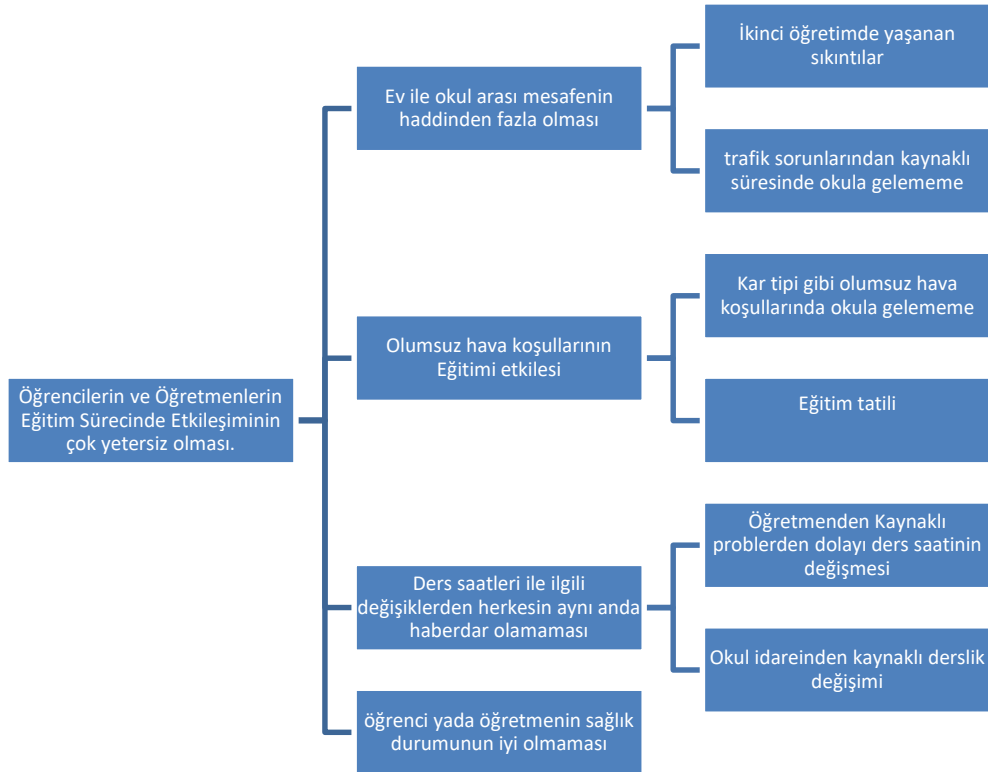 Öğrencilerin ve Öğretmenlerin
Eğitim Sürecinde Etkileşiminin
çok yetersiz olması.
Ev ile okul arası mesafenin
haddinden fazla olması
İkinci öğretimde yaşanan
sıkıntılar
trafik sorunlarından kaynaklı
süresinde okula gelememe
Olumsuz hava koşullarının
Eğitimi etkilesi
Kar tipi gibi olumsuz hava
koşullarında okula gelememe
Eğitim tatili
Ders saatleri ile ilgili
değişiklerden herkesin aynı anda
haberdar olamaması
Öğretmenden Kaynaklı
problerden dolayı ders saatinin
değişmesi
Okul idareinden kaynaklı derslik
değişimi
öğrenci yada öğretmenin sağlık
durumunun iyi olmaması